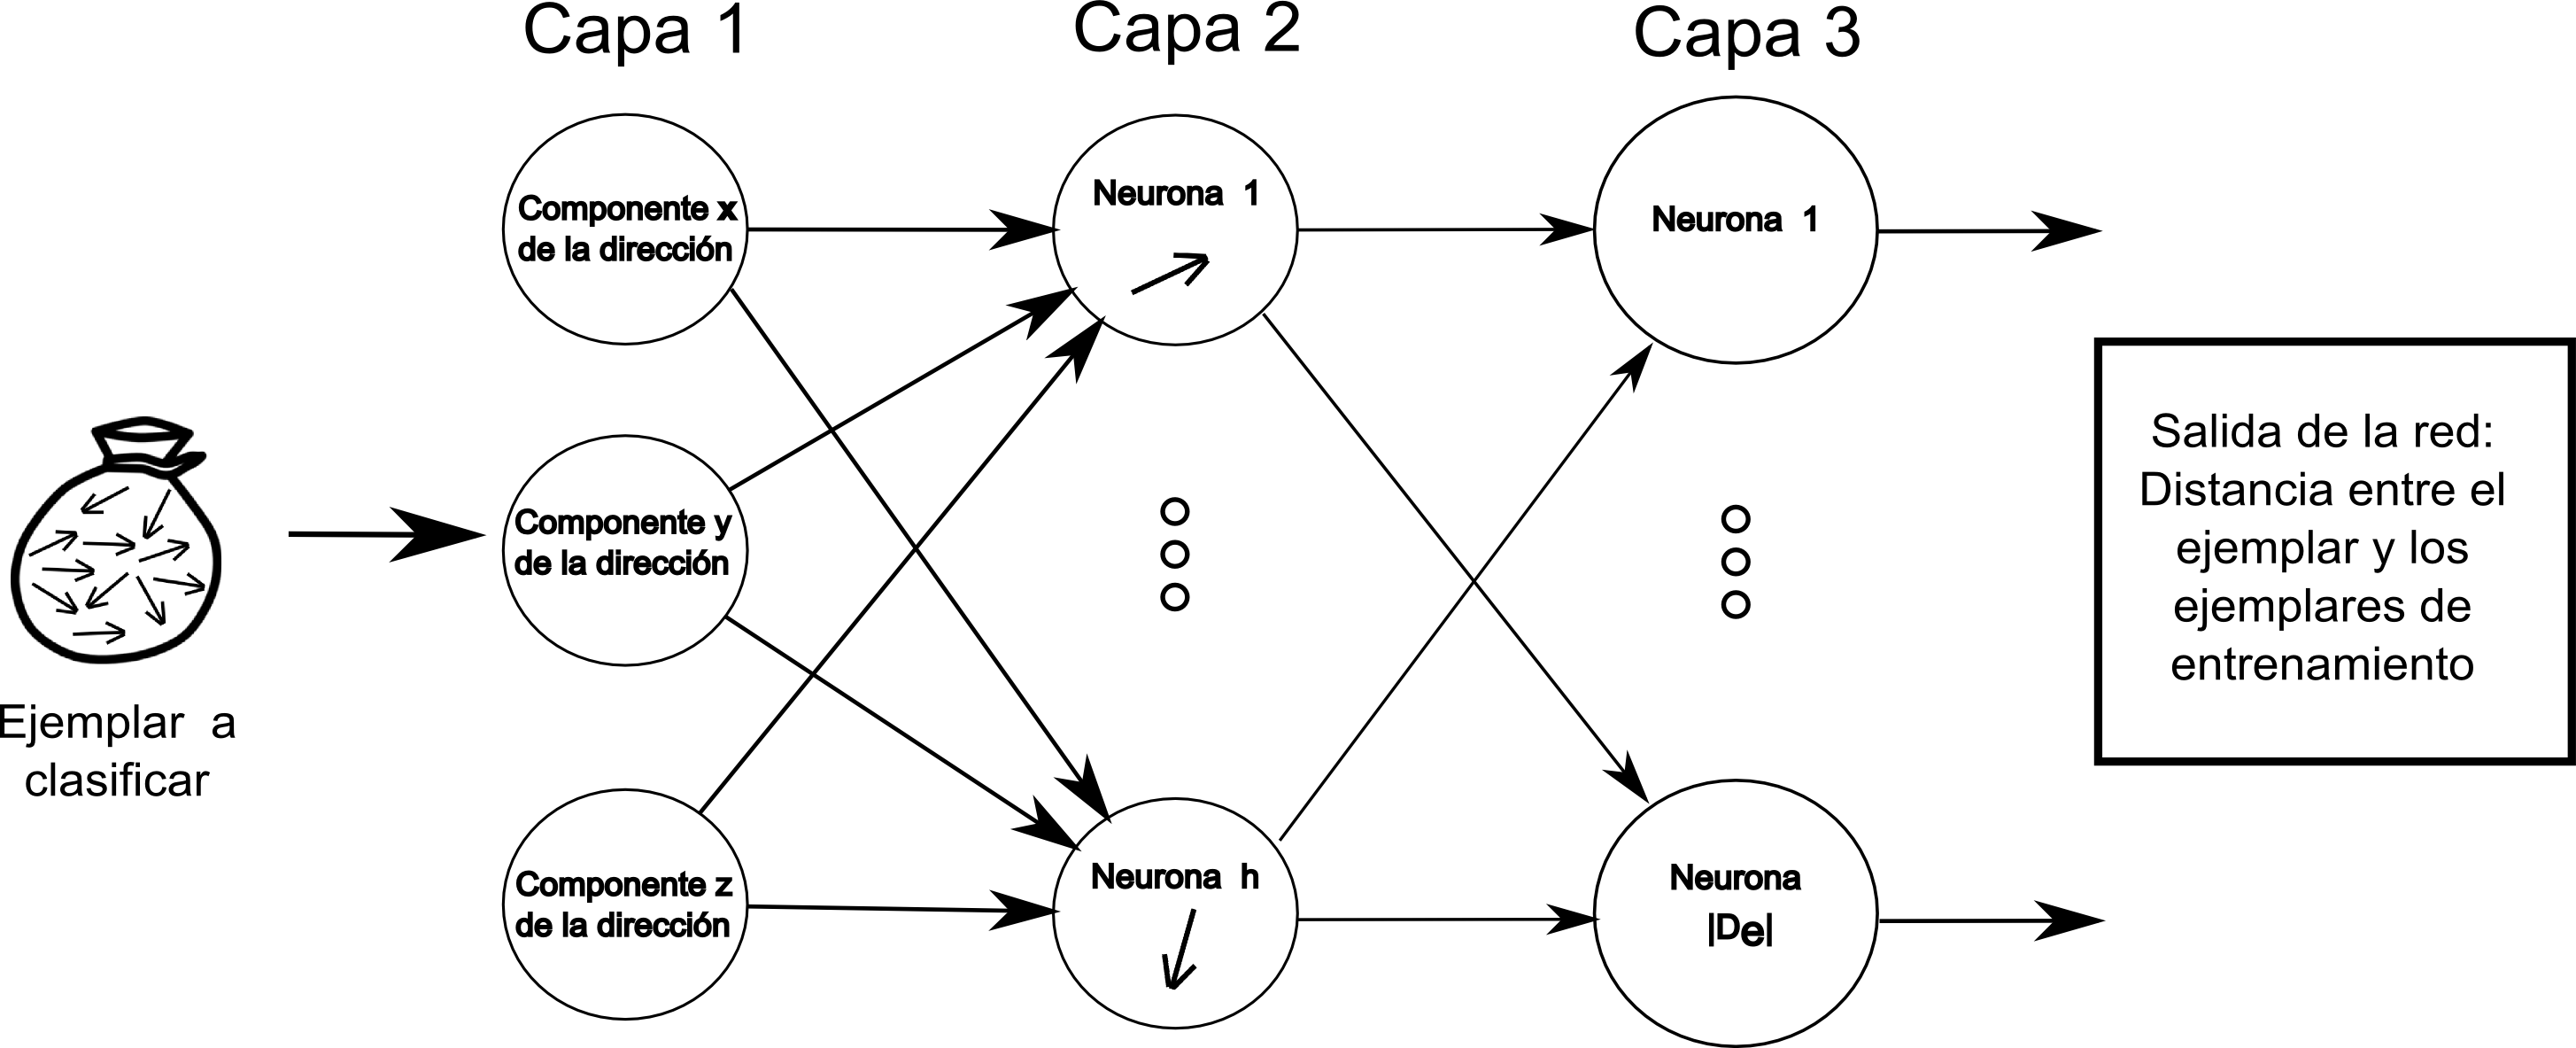 Capa 1
Capa 2
Capa 3
Componente x
de la dirección
Componente y
de la dirección
Componente z
de la dirección
Neurona 1
Neurona h
Neurona 1
Neurona
|De|
Ejemplar a
clasificar
Salida de la red:
Distancia entre el
ejemplar y los
ejemplares de
entrenamiento